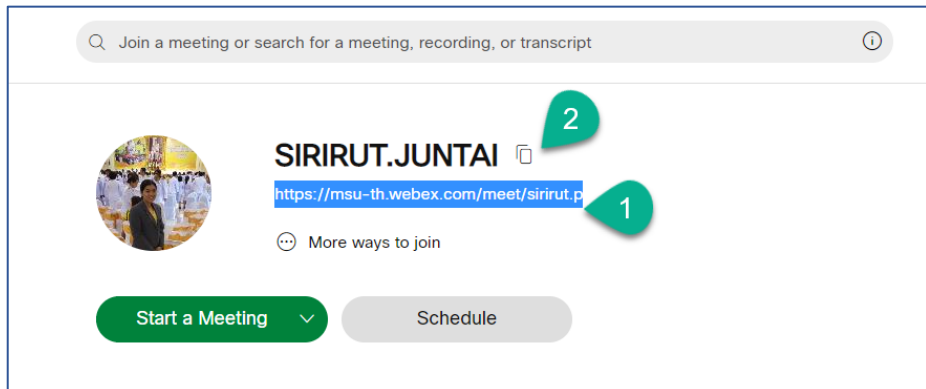 Join a meeting or search for a meeting, recording, or transcript
2
SIRIRUT.JUNTAI
https://msu-th.webex.com/meet/sirirut.p
1
More ways to join
Start a Meeting
Schedule